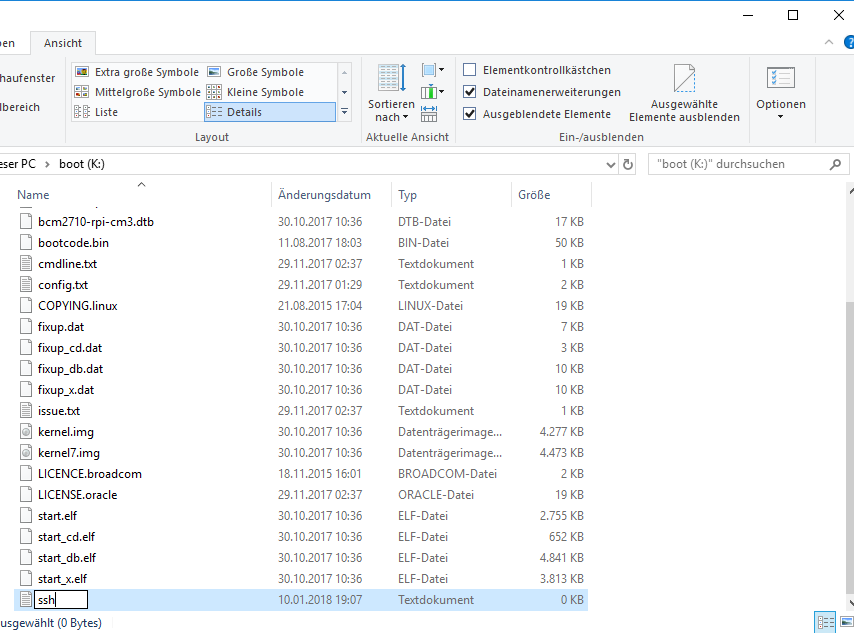 en Ansicht
haufenster
lbereich
Extra große Symbole Große Symbole
Mittelgroße Symbole Kleine Symbole
Liste Details
Layout
Sortieren
nach
Aktuelle Ansicht
Elementkontrollkästchen
Dateinamenerweiterungen
Ausgeblendete Elemente
Ausgewählte
Elemente ausblenden
Ein-/ausblenden
Optionen
eser PC > boot (K:)
"boot (K:)" durchsuchen
Name Änderungsdatum Typ Größe
bcm2710-rpi-cm3.dtb 30.10.2017 10:36 DTB-Datei 17 KB
bootcode.bin 11.08.2017 18:03 BIN-Datei 50 KB
cmdline.txt 29.11.2017 02:37 Textdokument 1 KB
config.txt 29.11.2017 01:29 Textdokument 2 KB
COPYING.linux 21.08.2015 17:04 LINUX-Datei 19 KB
fixup.dat 30.10.2017 10:36 DAT-Datei 7 KB
fixup_cd.dat 30.10.2017 10:36 DAT-Datei 3 KB
fixup_db.dat 30.10.2017 10:36 DAT-Datei 10 KB
fixup_x.dat 30.10.2017 10:36 DAT-Datei 10 KB
issue.txt 29.11.2017 02:37 Textdokument 1 KB
kernel.img 30.10.2017 10:36 Datenträgerimage... 4.277 KB
kernel7.img 30.10.2017 10:36 Datenträgerimage... 4.473 KB
LICENCE.broadcom 18.11.2015 16:01 BROADCOM-Datei 2 KB
LICENSE.oracle 29.11.2017 02:37 ORACLE-Datei 19 KB
start.elf 30.10.2017 10:36 ELF-Datei 2.755 KB
start_cd.elf 30.10.2017 10:36 ELF-Datei 652 KB
start_db.elf 30.10.2017 10:36 ELF-Datei 4.841 KB
start_x.elf 30.10.2017 10:36 ELF-Datei 3.813 KB
ssh 10.01.2018 19:07 Textdokument 0 KB
usgewählt (0 Bytes)